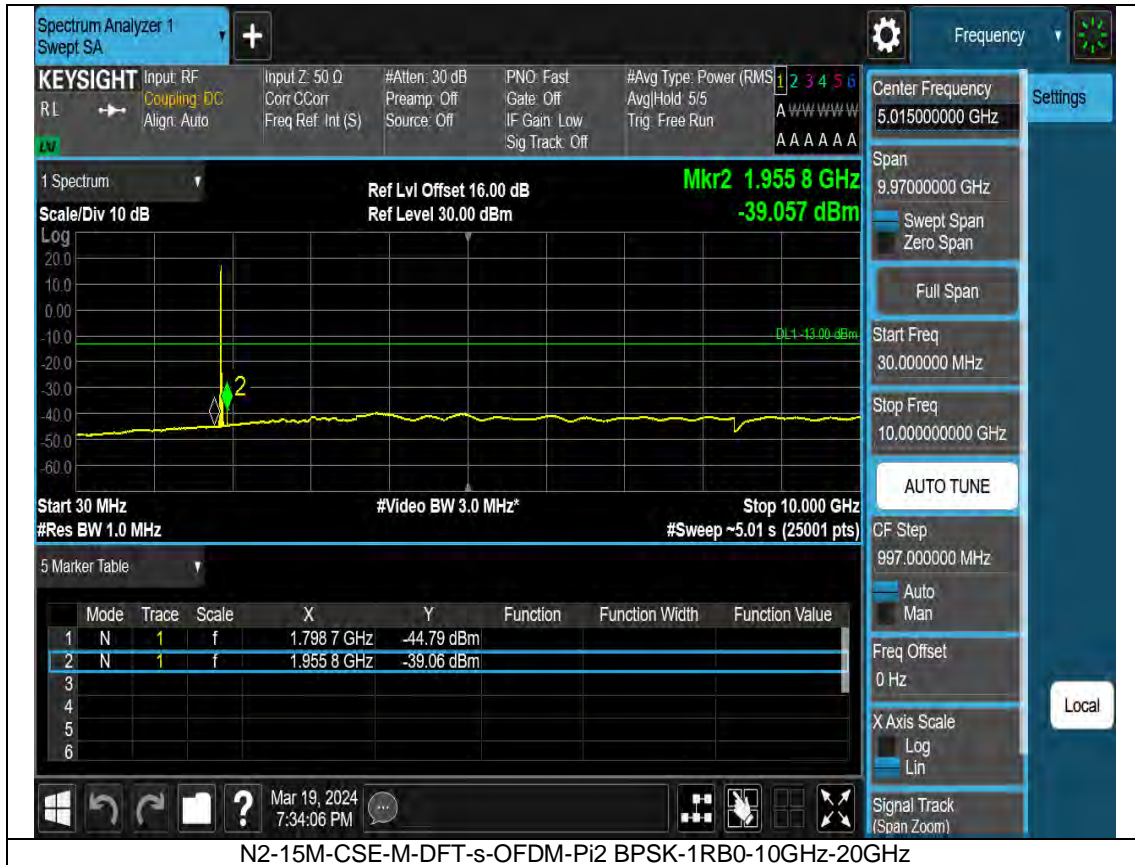 Spectrum Analyzer 1
Swept SA
Frequency
KEYSIGHT
RL
LXI
Input: RF
Coupling: DC
Align: Auto
Input Z: 50 Ω
Corr CCorr
Freq Ref: Int (S)
#Atten: 30 dB
Preamp: Off
Source: Off
PNO: Fast
Gate: Off
IF Gain: Low
Sig Track: Off
#Avg Type: Power (RMS
Avg|Hold: 5/5
Trig: Free Run
1 2 3 4 5 6
A W W W W W
A A A A A A
1 Spectrum
Scale/Div 10 dB
Ref Lvl Offset 16.00 dB
Ref Level 30.00 dBm
Mkr2 1.955 8 GHz
-39.057 dBm
Log
20.0
10.0
0.00
-10.0
-20.0
-30.0
-40.0
-50.0
-60.0
DL1 -13.00 dBm
2
Start 30 MHz
#Res BW 1.0 MHz
#Video BW 3.0 MHz*
Stop 10.000 GHz
#Sweep ~5.01 s (25001 pts)
5 Marker Table
Mode Trace Scale X Y Function Function Width Function Value
1 N 1 f 1.798 7 GHz -44.79 dBm
2 N 1 f 1.955 8 GHz -39.06 dBm
3
4
5
6
Mar 19, 2024
7:34:06 PM
Center Frequency
5.015000000 GHz
Span
9.97000000 GHz
Swept Span
Zero Span
Full Span
Start Freq
30.000000 MHz
Stop Freq
10.000000000 GHz
AUTO TUNE
CF Step
997.000000 MHz
Auto
Man
Freq Offset
0 Hz
X Axis Scale
Log
Lin
Signal Track
(Span Zoom)
Settings
Local
N2-15M-CSE-M-DFT-s-OFDM-Pi2 BPSK-1RB0-10GHz-20GHz